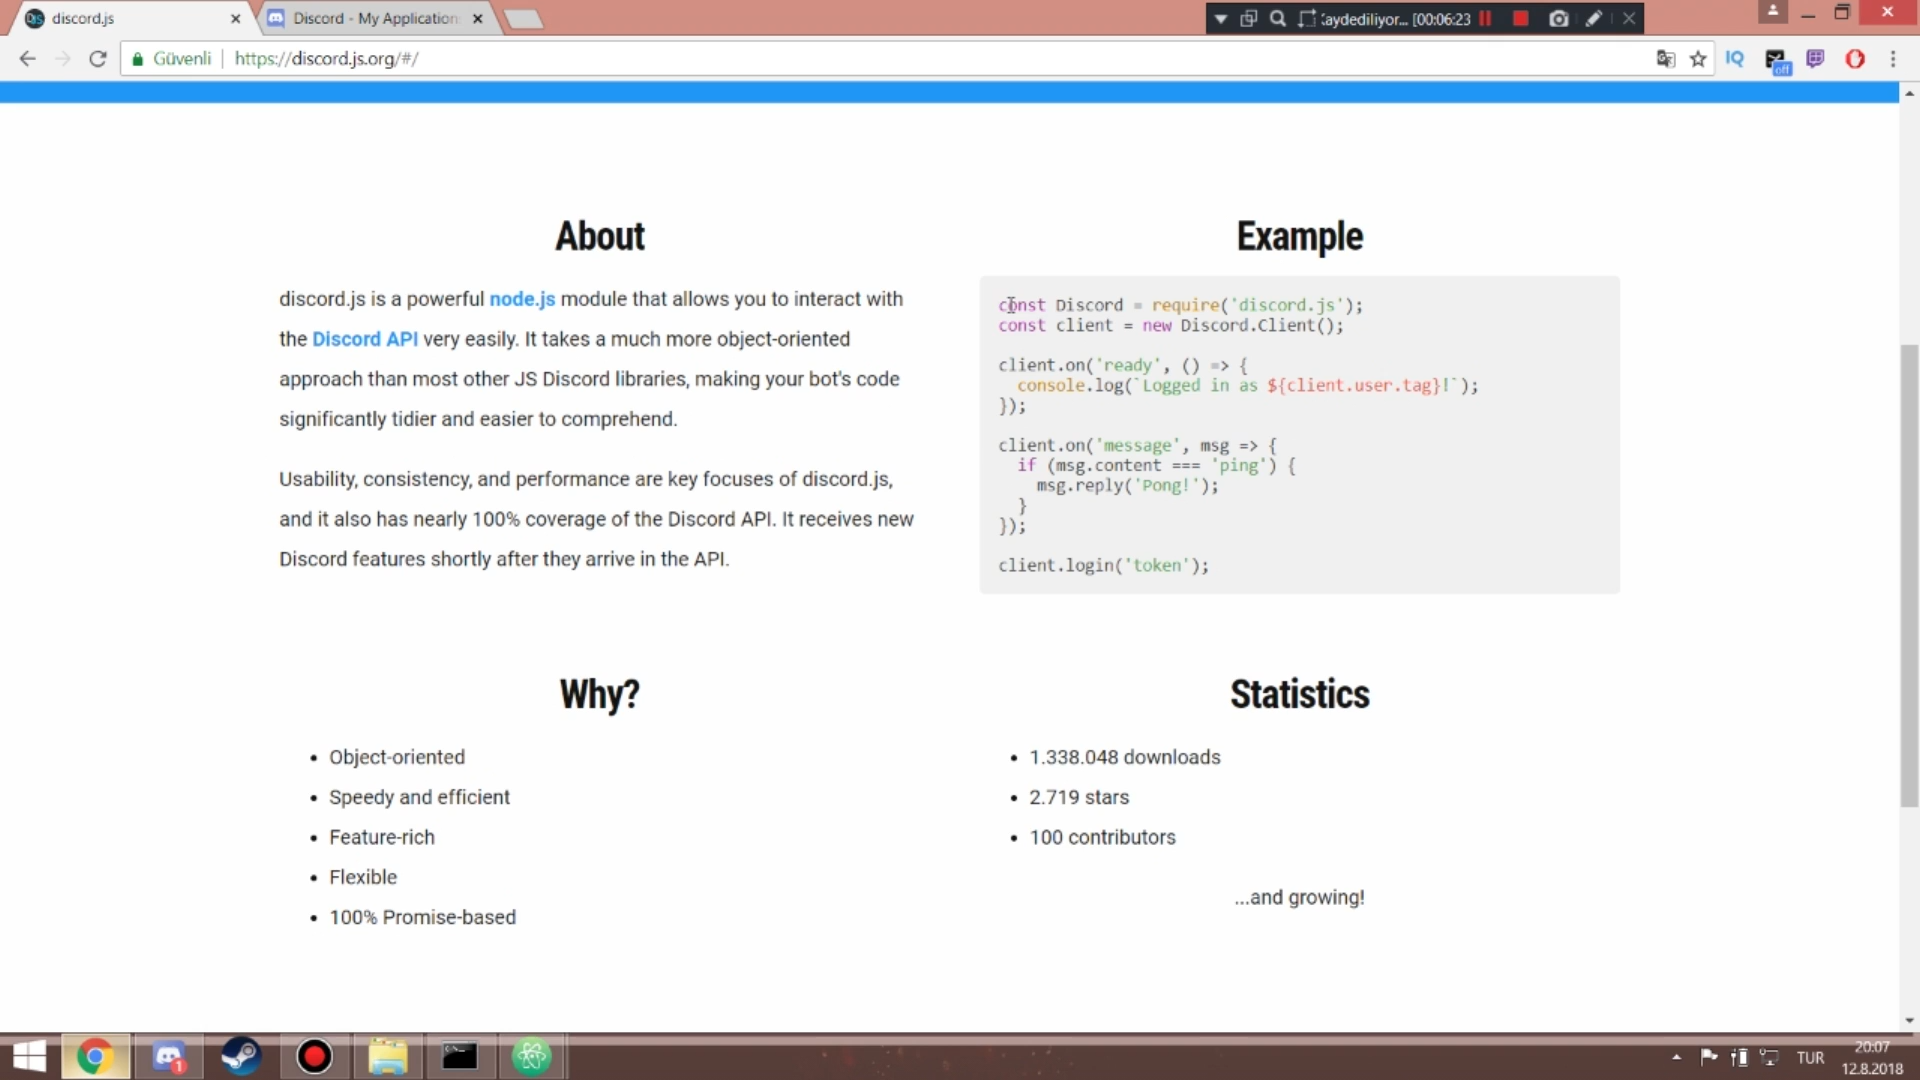 discord.js
Discord - My Application
Kaydediliyor... [00:06:23
Güvenli
https://discord.js.org/#/
IQ
off
About
discord.js is a powerful node.js module that allows you to interact with
the Discord API very easily. It takes a much more object-oriented
approach than most other JS Discord libraries, making your bot's code
significantly tidier and easier to comprehend.
Usability, consistency, and performance are key focuses of discord.js,
and it also has nearly 100% coverage of the Discord API. It receives new
Discord features shortly after they arrive in the API.
Example
const Discord = require('discord.js');
const client = new Discord.Client();
client.on('ready', () => {
  console.log(`Logged in as ${client.user.tag}!`);
});
client.on('message', msg => {
  if (msg.content === 'ping') {
    msg.reply('Pong!');
  }
});
client.login('token');
Why?
• Object-oriented
• Speedy and efficient
• Feature-rich
• Flexible
• 100% Promise-based
Statistics
• 1.338.048 downloads
• 2.719 stars
• 100 contributors
...and growing!
1
TUR
20:07
12.8.2018